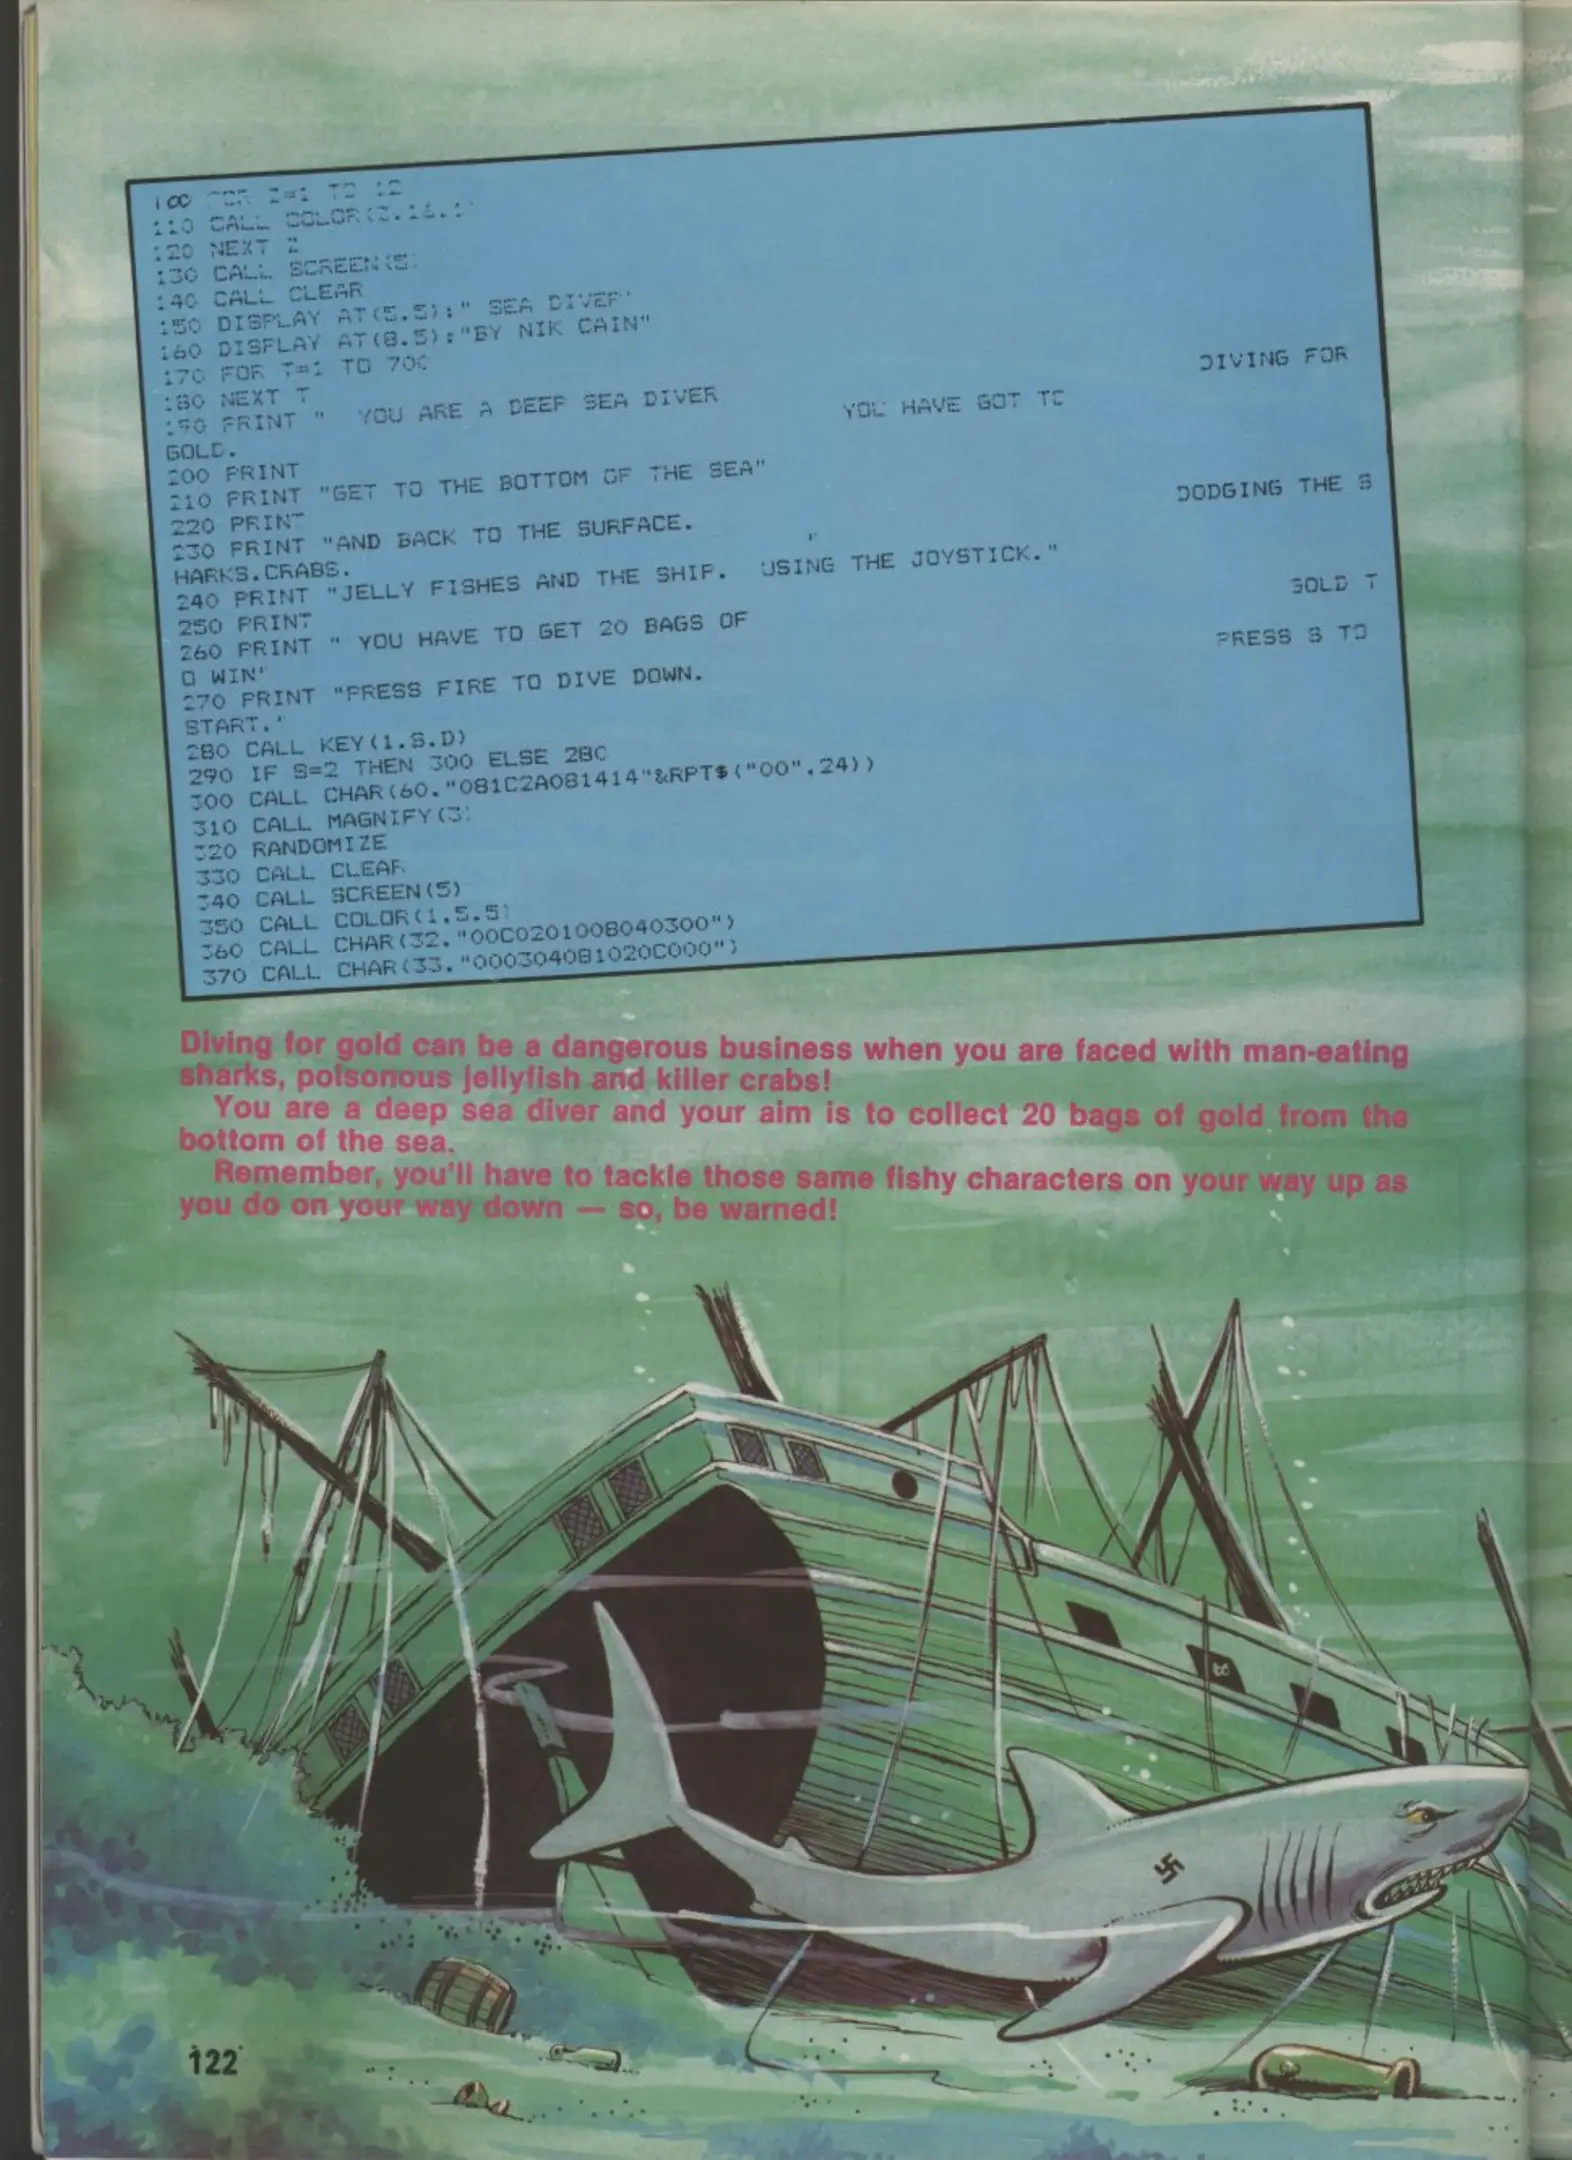 100 FOR Z=1 TO 12
110 CALL COLOR(Z,16,1)
120 NEXT Z
130 CALL SCREEN(5)
140 CALL CLEAR
150 DISPLAY AT(5,5):" SEA DIVER"
160 DISPLAY AT(8,5):"BY NIK CAIN"
170 FOR T=1 TO 700
180 NEXT T
190 PRINT " YOU ARE A DEEP SEA DIVER DIVING FOR
GOLD. YOU HAVE GOT TO
200 PRINT
210 PRINT "GET TO THE BOTTOM OF THE SEA"
220 PRINT
230 PRINT "AND BACK TO THE SURFACE. DODGING THE S
HARKS,CRABS,
240 PRINT "JELLY FISHES AND THE SHIP. USING THE JOYSTICK."
250 PRINT
260 PRINT " YOU HAVE TO GET 20 BAGS OF GOLD T
O WIN"
270 PRINT "PRESS FIRE TO DIVE DOWN. PRESS S TO
START."
280 CALL KEY(1,S,D)
290 IF S=2 THEN 300 ELSE 280
300 CALL CHAR(60,"081C2A081414"&RPT$("00",24))
310 CALL MAGNIFY(3)
320 RANDOMIZE
330 CALL CLEAR
340 CALL SCREEN(5)
350 CALL COLOR(1,5,5)
360 CALL CHAR(32,"00C0201008040300")
370 CALL CHAR(33,"000304081020C000")
Diving for gold can be a dangerous business when you are faced with man-eating
sharks, poisonous jellyfish and killer crabs!
You are a deep sea diver and your aim is to collect 20 bags of gold from the
bottom of the sea.
Remember, you'll have to tackle those same fishy characters on your way up as
you do on your way down — so, be warned!
122